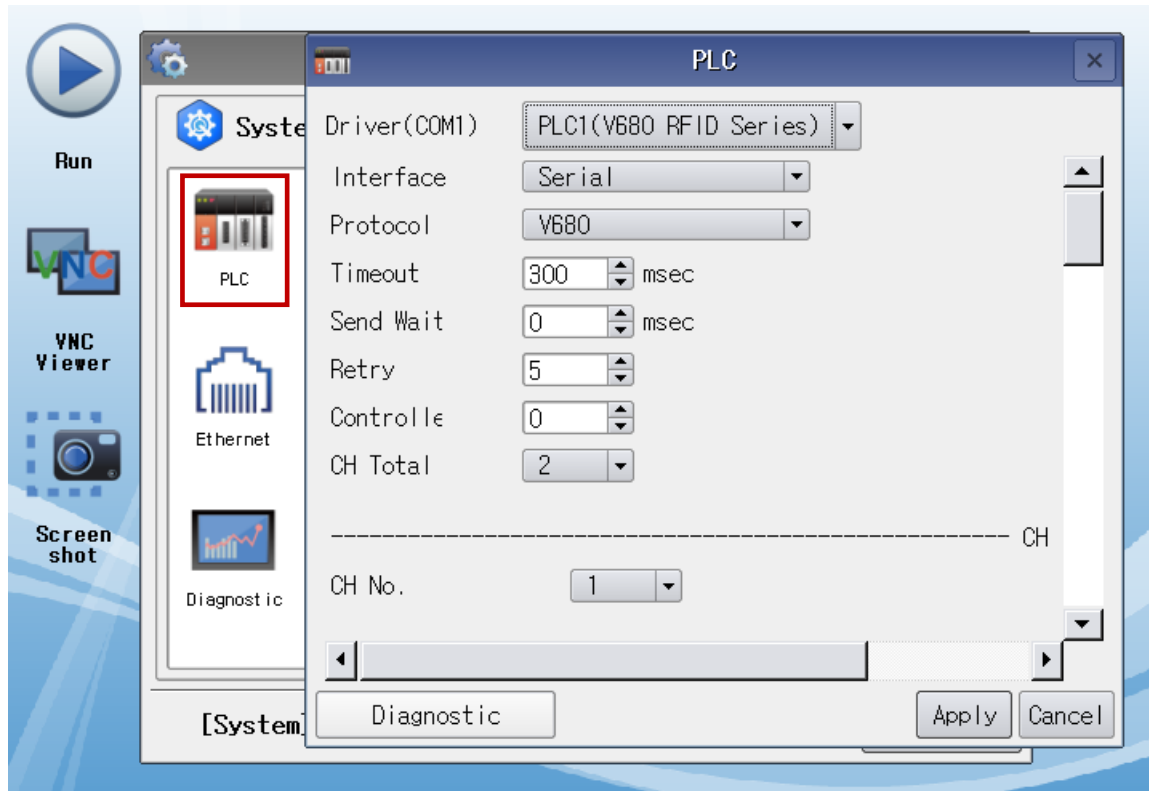 Run
VNC
VNC
Viewer
Screen
shot
Syste
PLC
Ethernet
Diagnostic
[System]
PLC
Driver(COM1) PLC1(V680 RFID Series)
Interface Serial
Protocol V680
Timeout 300 msec
Send Wait 0 msec
Retry 5
Controlle 0
CH Total 2
CH
CH No. 1
Diagnostic Apply Cancel